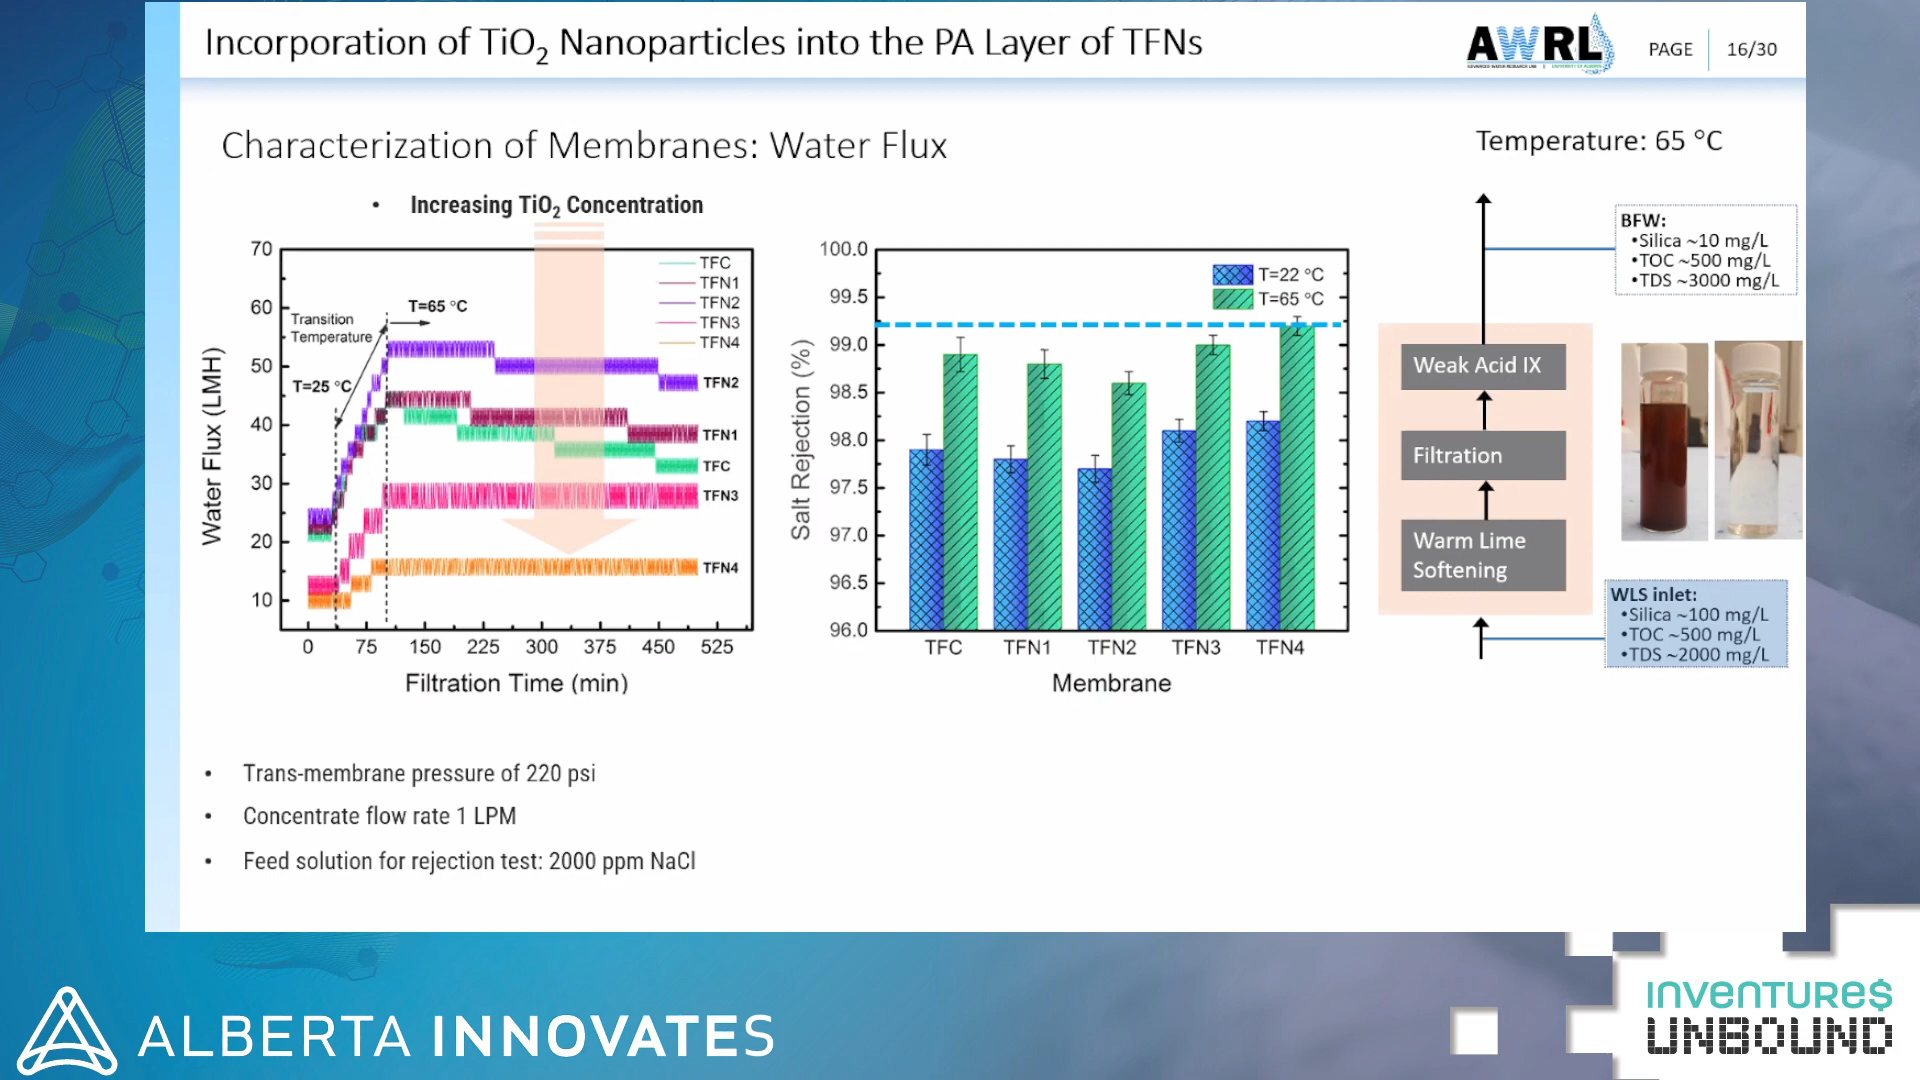 Incorporation of TiO2 Nanoparticles into the PA Layer of TFNs
AWRL
PAGE 16/30
Characterization of Membranes: Water Flux
Temperature: 65 °C
• Increasing TiO2 Concentration
70
60
50
40
30
20
10
Water Flux (LMH)
TFC
TFN1
TFN2
TFN3
TFN4
T=65 °C
Transition
Temperature
T=25 °C
TFN2
TFN1
TFC
TFN3
TFN4
0 75 150 225 300 375 450 525
Filtration Time (min)
100.0
99.5
99.0
98.5
98.0
97.5
97.0
96.5
96.0
Salt Rejection (%)
T=22 °C
T=65 °C
TFC TFN1 TFN2 TFN3 TFN4
Membrane
BFW:
•Silica ~10 mg/L
•TOC ~500 mg/L
•TDS ~3000 mg/L
Weak Acid IX
Filtration
Warm Lime
Softening
WLS inlet:
•Silica ~100 mg/L
•TOC ~500 mg/L
•TDS ~2000 mg/L
• Trans-membrane pressure of 220 psi
• Concentrate flow rate 1 LPM
• Feed solution for rejection test: 2000 ppm NaCl
ALBERTA INNOVATES
INVENTURE$
UNBOUND